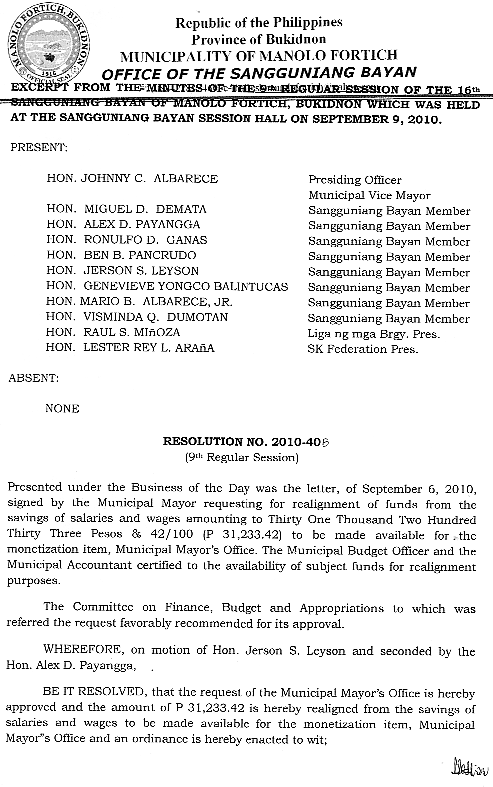 Republic of the Philippines
Province of Bukidnon
MUNICIPALITY OF MANOLO FORTICH
OFFICE OF THE SANGGUNIANG BAYAN
EXCERPT FROM THE MINUTES OF THE 9th REGULAR SESSION OF THE 16th
SANGGUNIANG BAYAN OF MANOLO FORTICH, BUKIDNON WHICH WAS HELD
AT THE SANGGUNIANG BAYAN SESSION HALL ON SEPTEMBER 9, 2010.
PRESENT:
HON. JOHNNY C. ALBARECE Presiding Officer
Municipal Vice Mayor
HON. MIGUEL D. DEMATA Sangguniang Bayan Member
HON. ALEX D. PAYANGGA Sangguniang Bayan Member
HON. RONULFO D. GANAS Sangguniang Bayan Member
HON. BEN B. PANCRUDO Sangguniang Bayan Member
HON. JERSON S. LEYSON Sangguniang Bayan Member
HON. GENEVIEVE YONGCO BALINTUCAS Sangguniang Bayan Member
HON. MARIO B. ALBARECE, JR. Sangguniang Bayan Member
HON. VISMINDA Q. DUMOTAN Sangguniang Bayan Member
HON. RAUL S. MIñOZA Liga ng mga Brgy. Pres.
HON. LESTER REY L. ARAñA SK Federation Pres.
ABSENT:
NONE
RESOLUTION NO. 2010-40
(9th Regular Session)
Presented under the Business of the Day was the letter, of September 6, 2010,
signed by the Municipal Mayor requesting for realignment of funds from the
savings of salaries and wages amounting to Thirty One Thousand Two Hundred
Thirty Three Pesos & 42/100 (P 31,233.42) to be made available for the
monetization item, Municipal Mayor's Office. The Municipal Budget Officer and the
Municipal Accountant certified to the availability of subject funds for realignment
purposes.
The Committee on Finance, Budget and Appropriations to which was
referred the request favorably recommended for its approval.
WHEREFORE, on motion of Hon. Jerson S. Leyson and seconded by the
Hon. Alex D. Payangga,
BE IT RESOLVED, that the request of the Municipal Mayor's Office is hereby
approved and the amount of P 31,233.42 is hereby realigned from the savings of
salaries and wages to be made available for the monetization item, Municipal
Mayor"s Office and an ordinance is hereby enacted to wit;